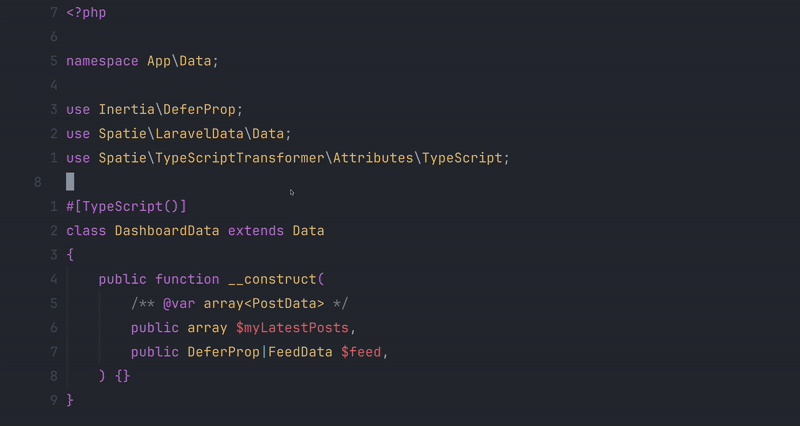 7 <?php
6
5 namespace App\Data;
4
3 use Inertia\DeferProp;
2 use Spatie\LaravelData\Data;
1 use Spatie\TypeScriptTransformer\Attributes\TypeScript;
8
1 #[TypeScript()]
2 class DashboardData extends Data
3 {
4     public function __construct(
5         /** @var array<PostData> */
6         public array $myLatestPosts,
7         public DeferProp|FeedData $feed,
8     ) {}
9 }